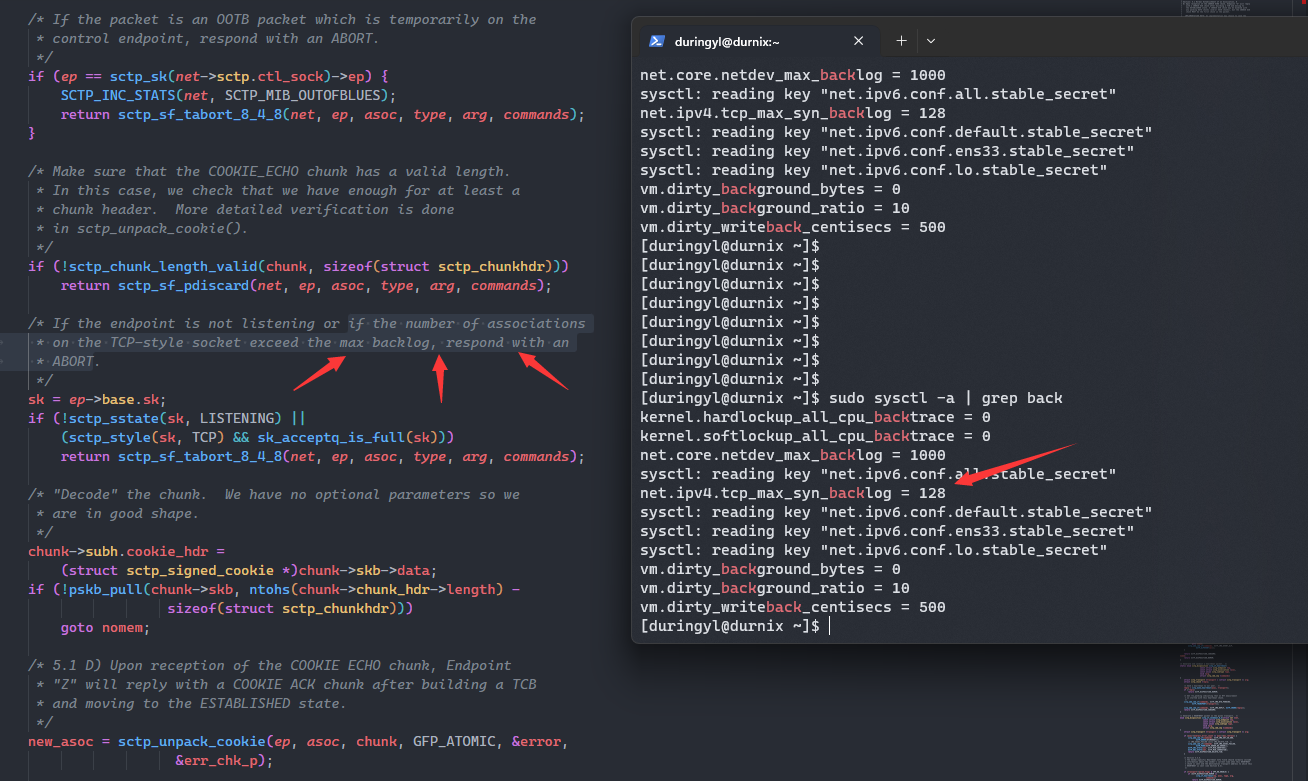 /* If the packet is an OOTB packet which is temporarily on the
 * control endpoint, respond with an ABORT.
 */
if (ep == sctp_sk(net->sctp.ctl_sock)->ep) {
    SCTP_INC_STATS(net, SCTP_MIB_OUTOFBLUES);
    return sctp_sf_tabort_8_4_8(net, ep, asoc, type, arg, commands);
}
/* Make sure that the COOKIE_ECHO chunk has a valid length.
 * In this case, we check that we have enough for at least a
 * chunk header.  More detailed verification is done
 * in sctp_unpack_cookie().
 */
if (!sctp_chunk_length_valid(chunk, sizeof(struct sctp_chunkhdr)))
    return sctp_sf_pdiscard(net, ep, asoc, type, arg, commands);
/* If the endpoint is not listening or if the number of associations
 * on the TCP-style socket exceed the max backlog, respond with an
 * ABORT.
 */
sk = ep->base.sk;
if (!sctp_sstate(sk, LISTENING) ||
    (sctp_style(sk, TCP) && sk_acceptq_is_full(sk)))
    return sctp_sf_tabort_8_4_8(net, ep, asoc, type, arg, commands);
/* "Decode" the chunk.  We have no optional parameters so we
 * are in good shape.
 */
chunk->subh.cookie_hdr =
    (struct sctp_signed_cookie *)chunk->skb->data;
if (!pskb_pull(chunk->skb, ntohs(chunk->chunk_hdr->length) -
                sizeof(struct sctp_chunkhdr)))
    goto nomem;
/* 5.1 D) Upon reception of the COOKIE ECHO chunk, Endpoint
 * "Z" will reply with a COOKIE ACK chunk after building a TCB
 * and moving to the ESTABLISHED state.
 */
new_asoc = sctp_unpack_cookie(ep, asoc, chunk, GFP_ATOMIC, &error,
                &err_chk_p);
duringyl@durnix:~
net.core.netdev_max_backlog = 1000
sysctl: reading key "net.ipv6.conf.all.stable_secret"
net.ipv4.tcp_max_syn_backlog = 128
sysctl: reading key "net.ipv6.conf.default.stable_secret"
sysctl: reading key "net.ipv6.conf.ens33.stable_secret"
sysctl: reading key "net.ipv6.conf.lo.stable_secret"
vm.dirty_background_bytes = 0
vm.dirty_background_ratio = 10
vm.dirty_writeback_centisecs = 500
[duringyl@durnix ~]$
[duringyl@durnix ~]$
[duringyl@durnix ~]$
[duringyl@durnix ~]$
[duringyl@durnix ~]$
[duringyl@durnix ~]$
[duringyl@durnix ~]$
[duringyl@durnix ~]$
[duringyl@durnix ~]$ sudo sysctl -a | grep back
kernel.hardlockup_all_cpu_backtrace = 0
kernel.softlockup_all_cpu_backtrace = 0
net.core.netdev_max_backlog = 1000
sysctl: reading key "net.ipv6.conf.all.stable_secret"
net.ipv4.tcp_max_syn_backlog = 128
sysctl: reading key "net.ipv6.conf.default.stable_secret"
sysctl: reading key "net.ipv6.conf.ens33.stable_secret"
sysctl: reading key "net.ipv6.conf.lo.stable_secret"
vm.dirty_background_bytes = 0
vm.dirty_background_ratio = 10
vm.dirty_writeback_centisecs = 500
[duringyl@durnix ~]$